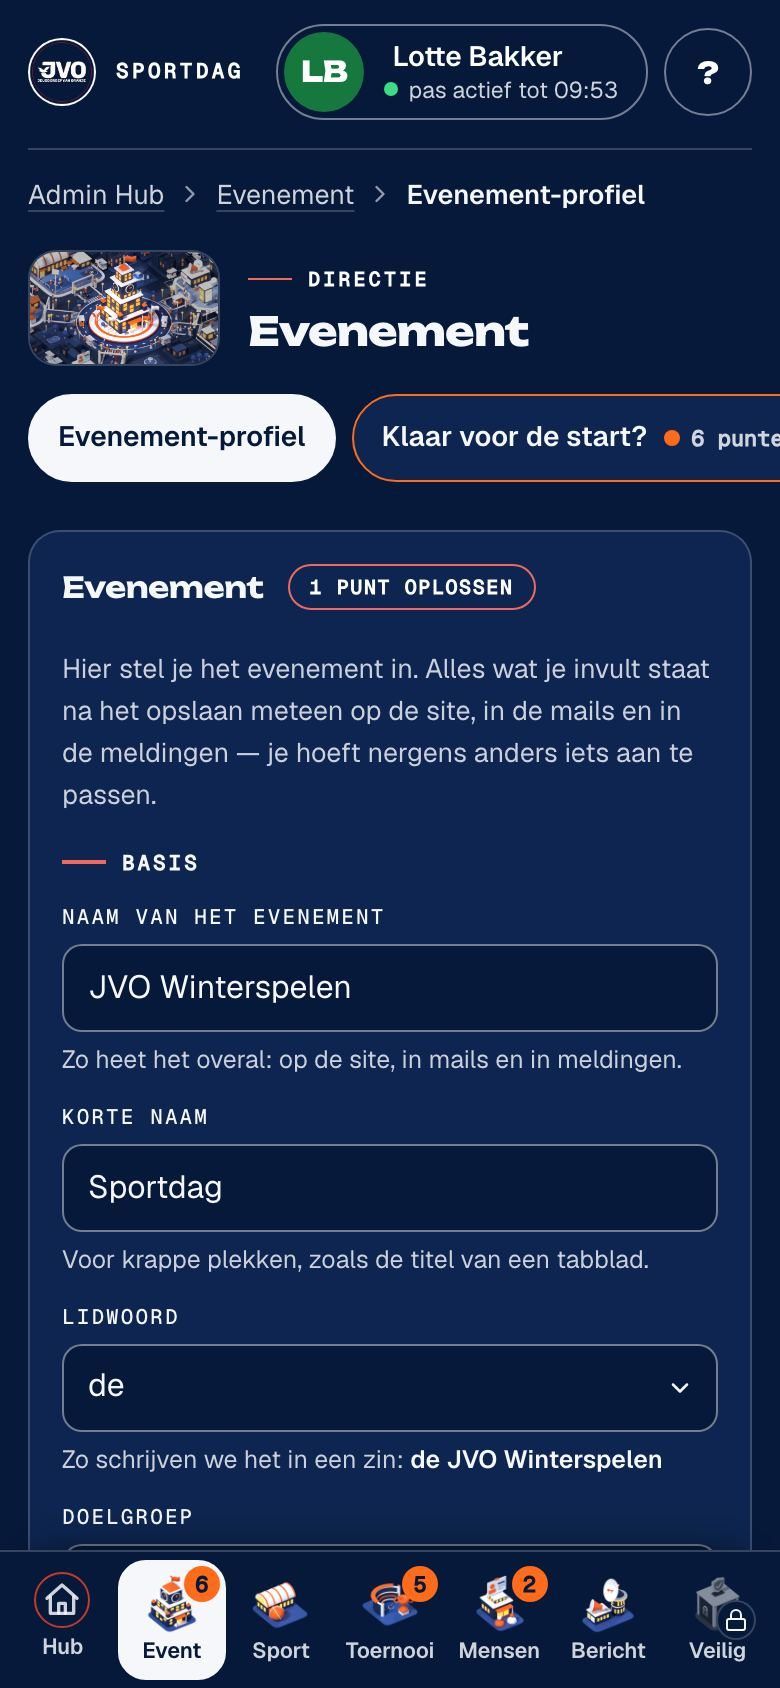 JVO SPORTDAG
LB
Lotte Bakker
pas actief tot 09:53
?
Admin Hub > Evenement > Evenement-profiel
DIRECTIE
Evenement
Evenement-profiel
Klaar voor de start? 6 punte
Evenement
1 PUNT OPLOSSEN
Hier stel je het evenement in. Alles wat je invult staat
na het opslaan meteen op de site, in de mails en in
de meldingen — je hoeft nergens anders iets aan te
passen.
BASIS
NAAM VAN HET EVENEMENT
JVO Winterspelen
Zo heet het overal: op de site, in mails en in meldingen.
KORTE NAAM
Sportdag
Voor krappe plekken, zoals de titel van een tabblad.
LIDWOORD
de
Zo schrijven we het in een zin: de JVO Winterspelen
DOELGROEP
6 5 2
Hub Event Sport Toernooi Mensen Bericht Veilig